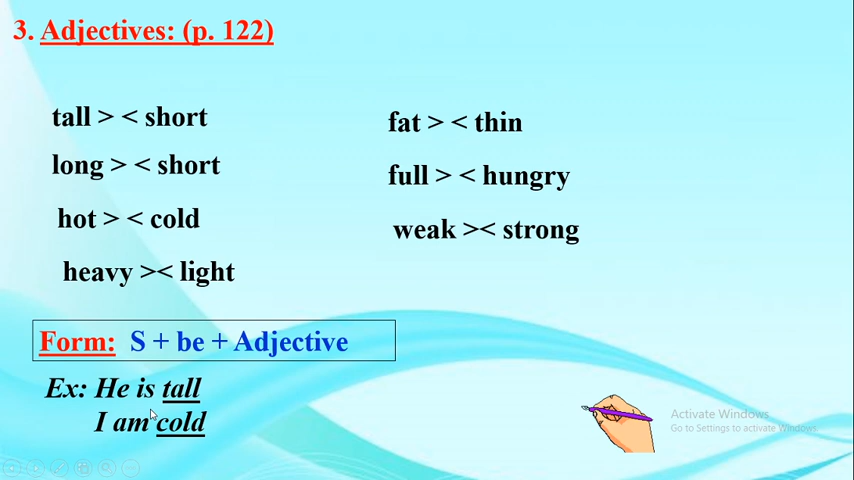 3. Adjectives: (p. 122)
tall > < short
long > < short
hot > < cold
heavy >< light
fat > < thin
full > < hungry
weak >< strong
Form: S + be + Adjective
Ex: He is tall
I am cold
Activate Windows
Go to Settings to activate Windows.